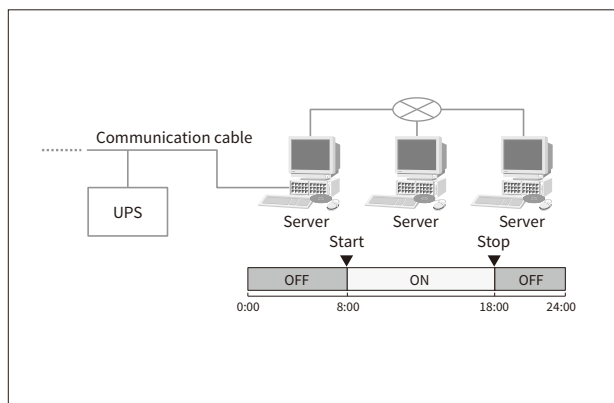 Communication cable
UPS
Server
Server
Server
Start
Stop
OFF
ON
OFF
0:00
8:00
18:00
24:00